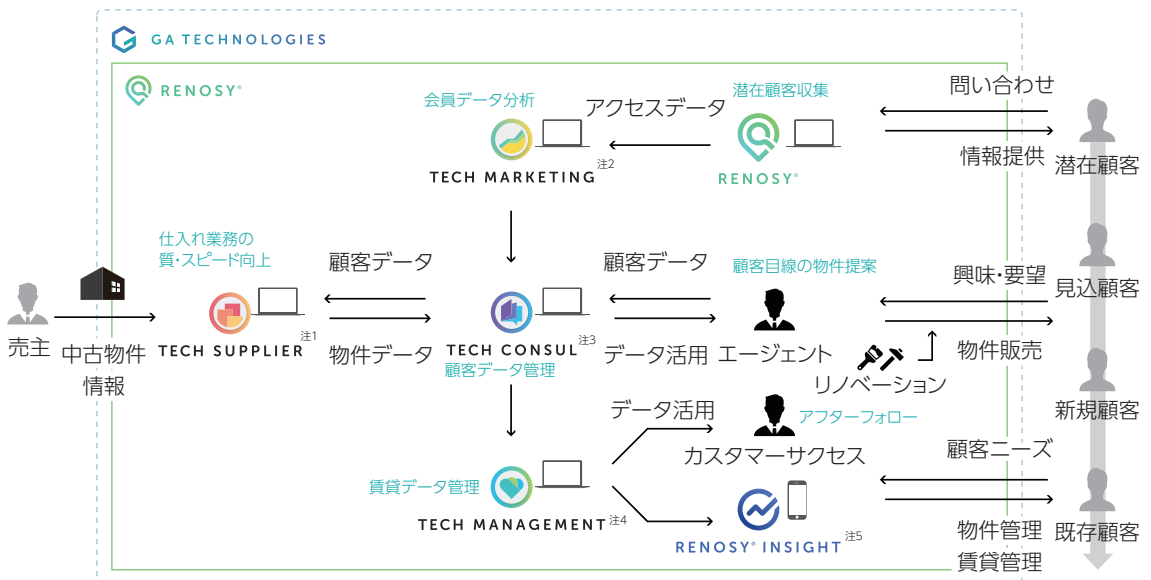 GA TECHNOLOGIES
RENOSY®
会員データ分析
アクセスデータ
潜在顧客収集
問い合わせ
TECH MARKETING 注2
RENOSY®
情報提供
潜在顧客
仕入れ業務の
質・スピード向上
顧客データ
顧客データ
顧客目線の物件提案
興味・要望
見込顧客
売主
中古物件
情報
TECH SUPPLIER 注1
物件データ
TECH CONSUL 注3
顧客データ管理
データ活用
エージェント
物件販売
リノベーション
新規顧客
データ活用
アフターフォロー
カスタマーサクセス
顧客ニーズ
賃貸データ管理
TECH MANAGEMENT 注4
RENOSY® INSIGHT 注5
物件管理
賃貸管理
既存顧客